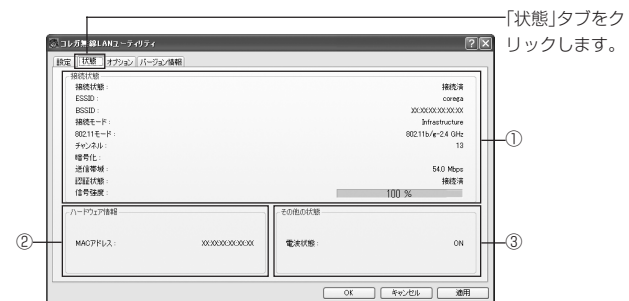 「状態」タブをク
リックします。
コレガ無線LANユーティリティ
設定 状態 オプション バージョン情報
接続状態
接続状態: 接続済
ESSID: corega
BSSID: XX:XX:XX:XX:XX:XX
接続モード: Infrastructure
802.11モード: 802.11b/g-2.4 GHz
チャンネル: 13
暗号化:
送信帯域: 54.0 Mbps
認証状態: 接続済
信号強度: 100 %
①
ハードウェア情報
MACアドレス: XX:XX:XX:XX:XX:XX
②
その他の状態
電波状態: ON
③
OK キャンセル 適用